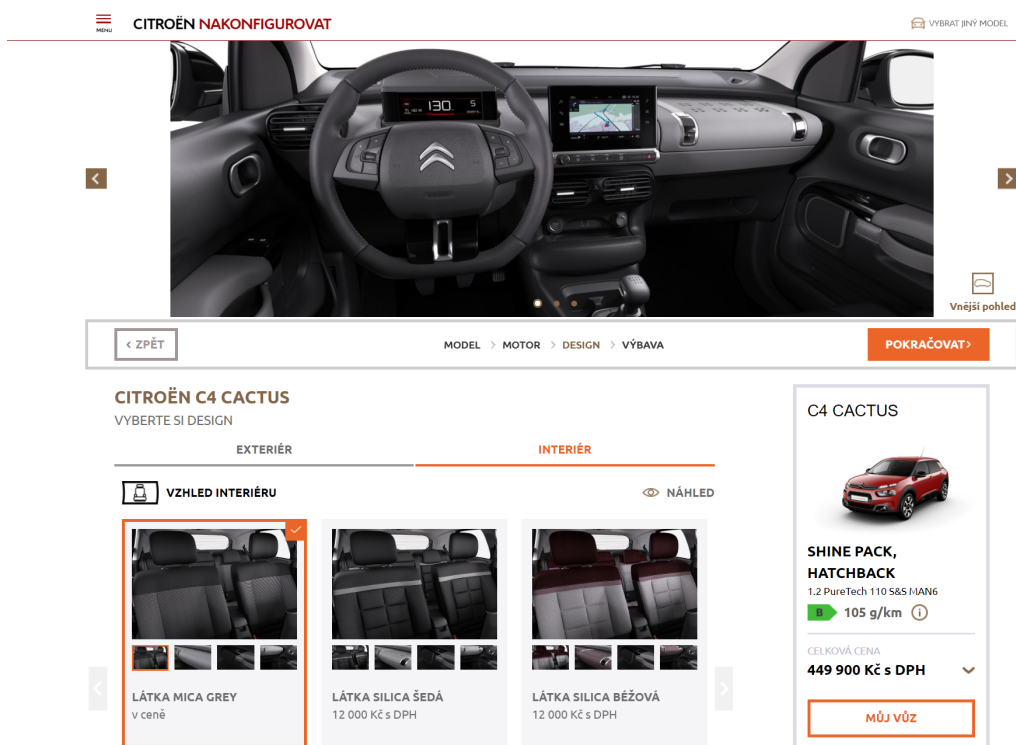 MENU
CITROËN NAKONFIGUROVAT
VYBRAT JINÝ MODEL
130
5
Vnější pohled
‹ ZPĚT
MODEL > MOTOR > DESIGN > VÝBAVA
POKRAČOVAT›
CITROËN C4 CACTUS
VYBERTE SI DESIGN
EXTERIÉR
INTERIÉR
VZHLED INTERIÉRU
NÁHLED
LÁTKA MICA GREY
v ceně
LÁTKA SILICA ŠEDÁ
12 000 Kč s DPH
LÁTKA SILICA BÉŽOVÁ
12 000 Kč s DPH
C4 CACTUS
SHINE PACK,
HATCHBACK
1.2 PureTech 110 S&S MAN6
B 105 g/km
CELKOVÁ CENA
449 900 Kč s DPH
MŮJ VŮZ